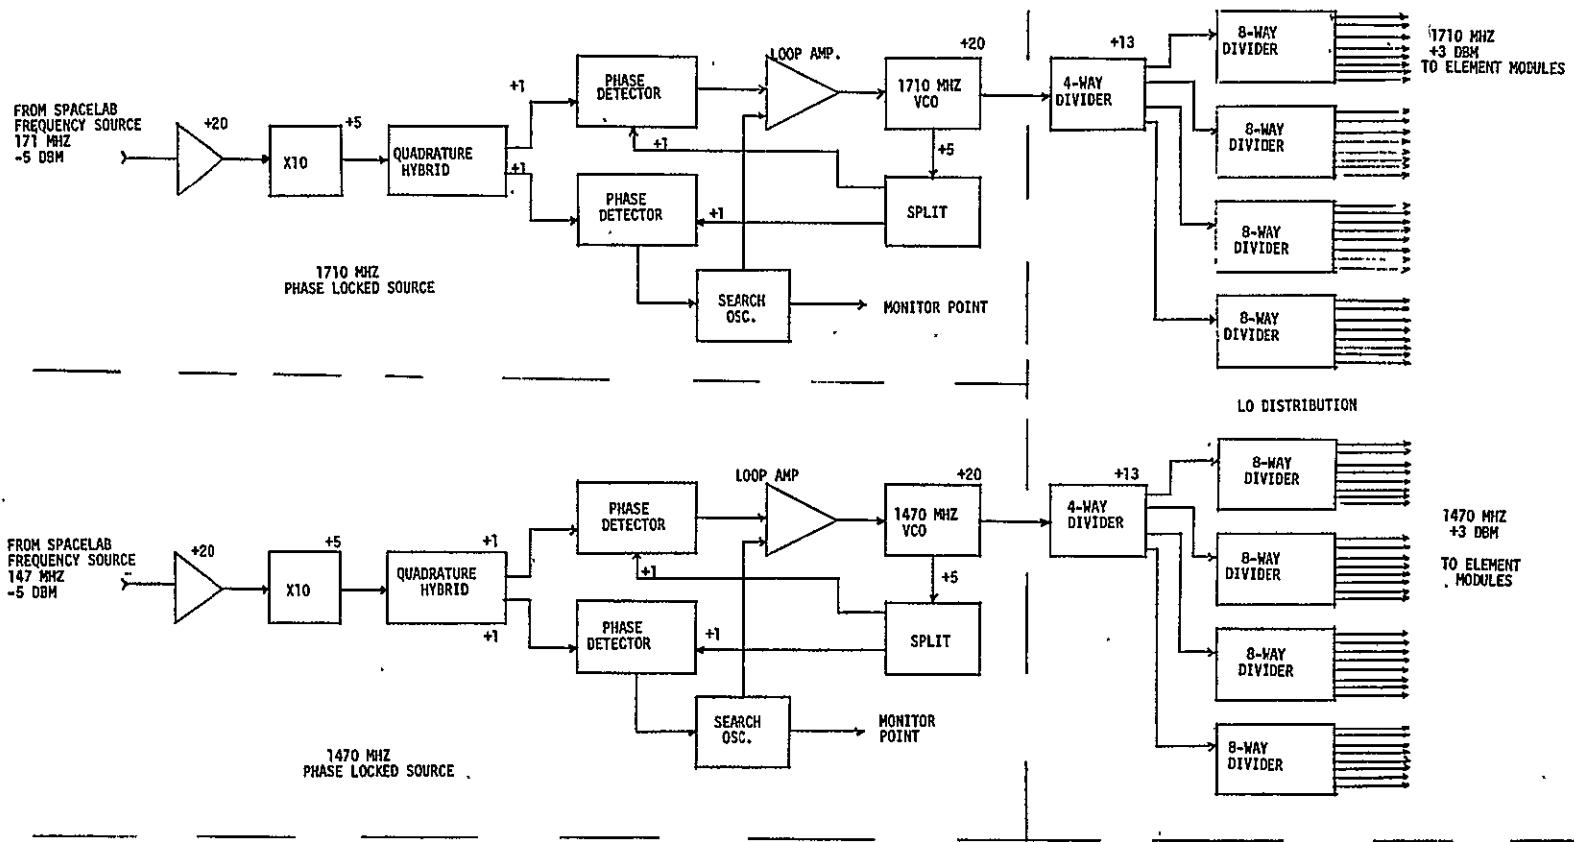 FROM SPACELAB
FREQUENCY SOURCE
171 MHZ
-5 DBM
+20
X10
+5
QUADRATURE
HYBRID
+1
+1
PHASE
DETECTOR
PHASE
DETECTOR
LOOP AMP.
+1
+1
1710 MHZ
VCO
+20
+5
SPLIT
SEARCH
OSC.
MONITOR POINT
1710 MHZ
PHASE LOCKED SOURCE
+13
4-WAY
DIVIDER
8-WAY
DIVIDER
8-WAY
DIVIDER
8-WAY
DIVIDER
8-WAY
DIVIDER
1710 MHZ
+3 DBM
TO ELEMENT MODULES
LO DISTRIBUTION
FROM SPACELAB
FREQUENCY SOURCE
147 MHZ
-5 DBM
+20
X10
+5
QUADRATURE
HYBRID
+1
+1
PHASE
DETECTOR
PHASE
DETECTOR
LOOP AMP
+1
+1
1470 MHZ
VCO
+20
+5
SPLIT
SEARCH
OSC.
MONITOR
POINT
1470 MHZ
PHASE LOCKED SOURCE
+13
4-WAY
DIVIDER
8-WAY
DIVIDER
8-WAY
DIVIDER
8-WAY
DIVIDER
8-WAY
DIVIDER
1470 MHZ
+3 DBM
TO ELEMENT
MODULES